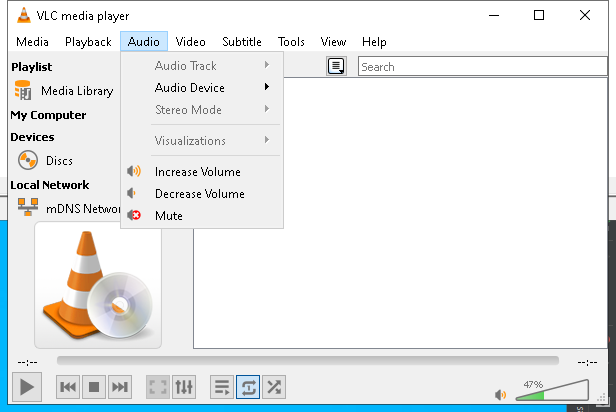 VLC media player
Media Playback Audio Video Subtitle Tools View Help
Playlist
Media Library
My Computer
Devices
Discs
Local Network
mDNS Netwo
Audio Track
Audio Device
Stereo Mode
Visualizations
Increase Volume
Decrease Volume
Mute
Search
--:-- --:--
47%